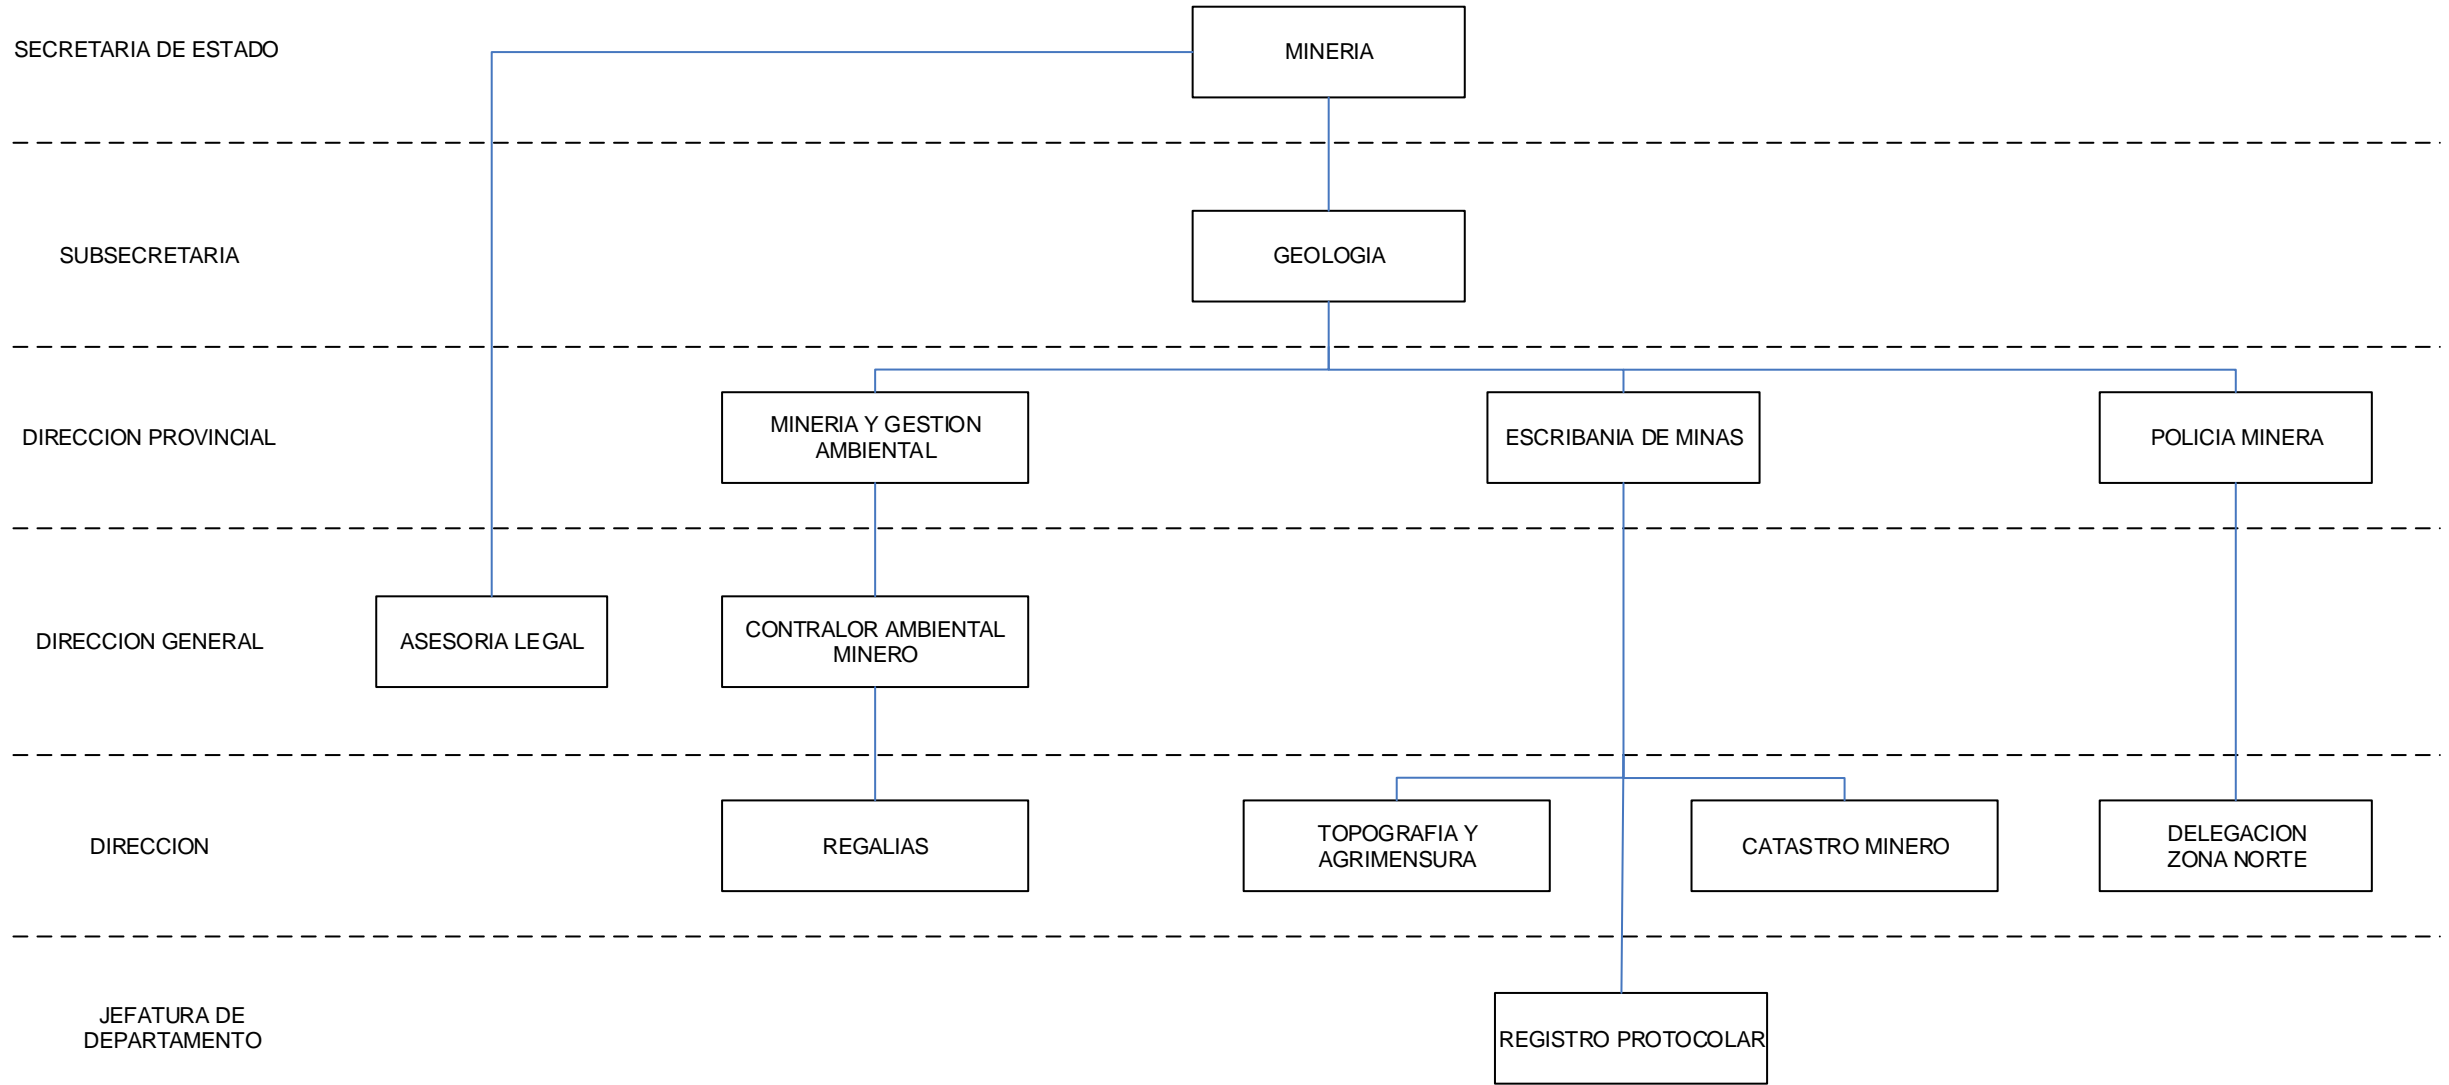 SECRETARIA DE ESTADO
MINERIA
SUBSECRETARIA
GEOLOGIA
DIRECCION PROVINCIAL
MINERIA Y GESTION
AMBIENTAL
ESCRIBANIA DE MINAS
POLICIA MINERA
DIRECCION GENERAL
ASESORIA LEGAL
CONTRALOR AMBIENTAL
MINERO
DIRECCION
REGALIAS
TOPOGRAFIA Y
AGRIMENSURA
CATASTRO MINERO
DELEGACION
ZONA NORTE
JEFATURA DE
DEPARTAMENTO
REGISTRO PROTOCOLAR